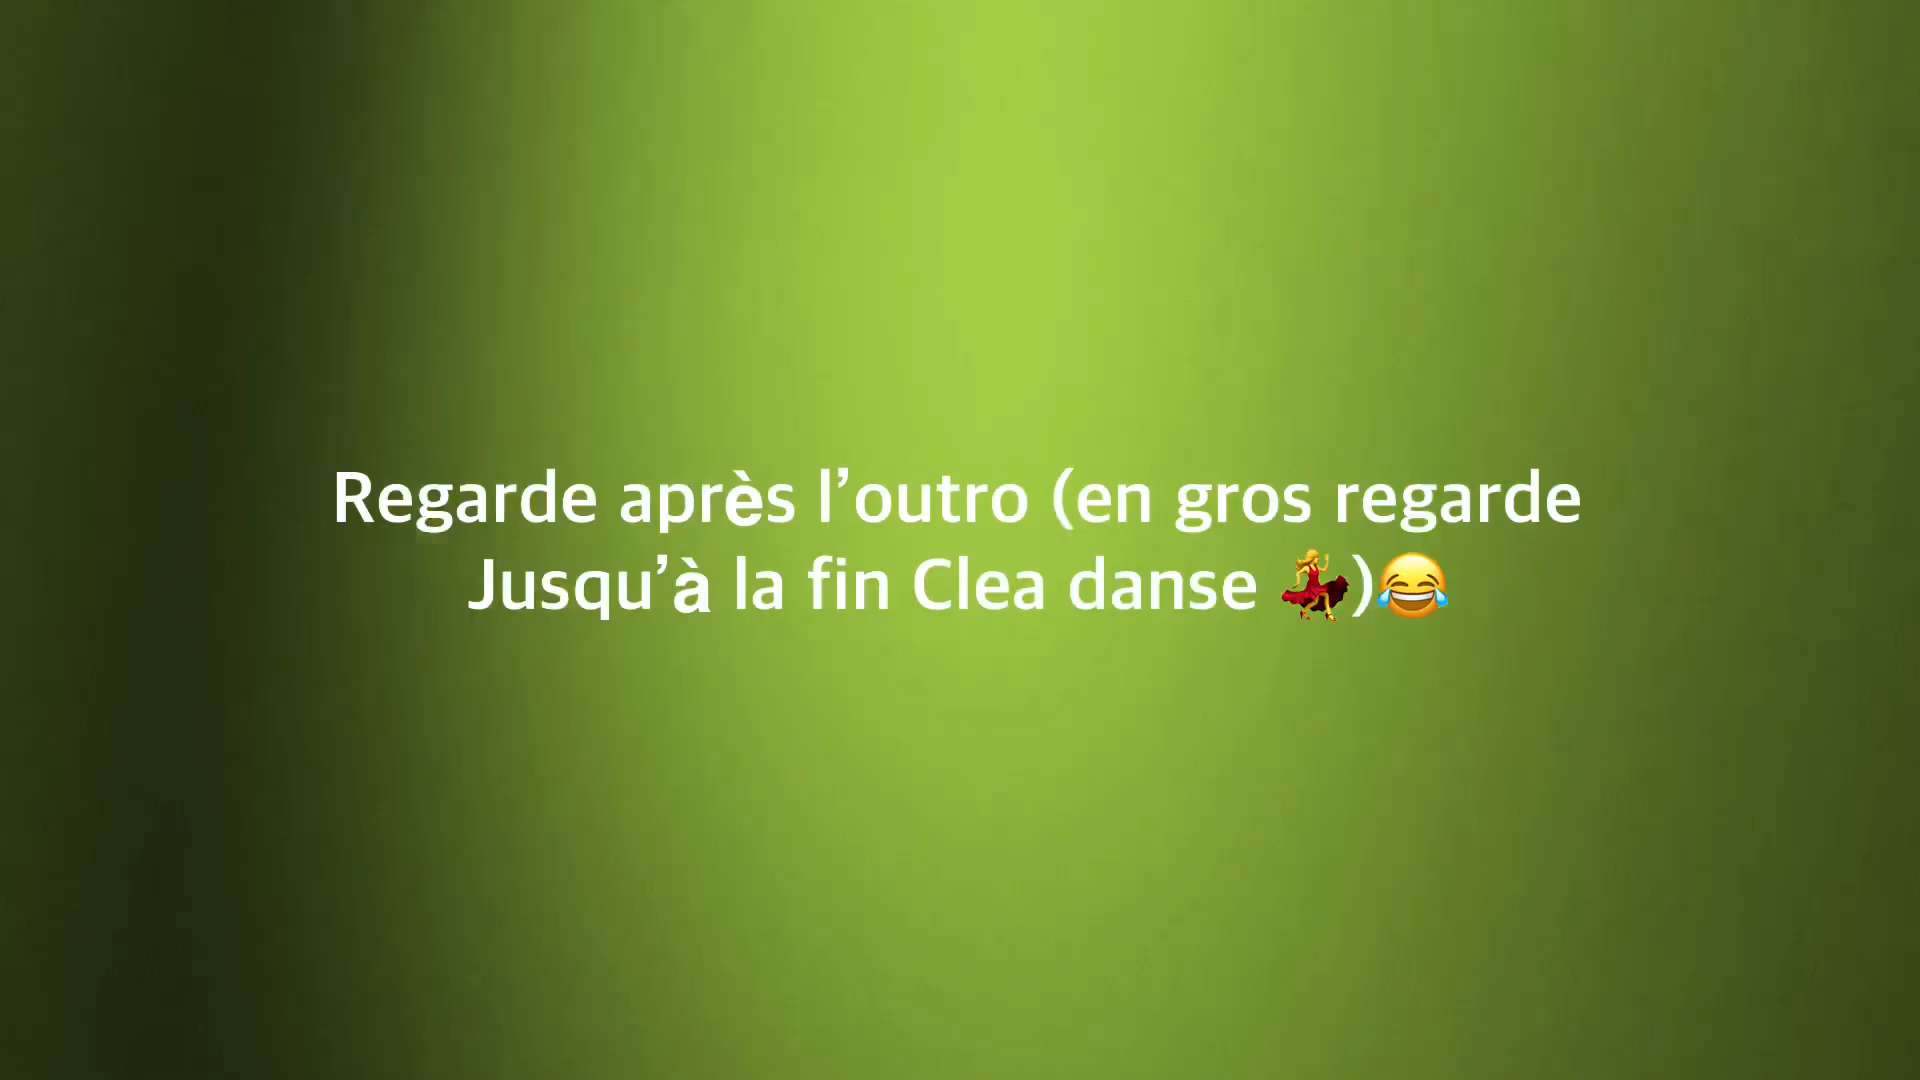 Regarde après l’outro (en gros regarde
Jusqu’à la fin Clea danse 💃)😂